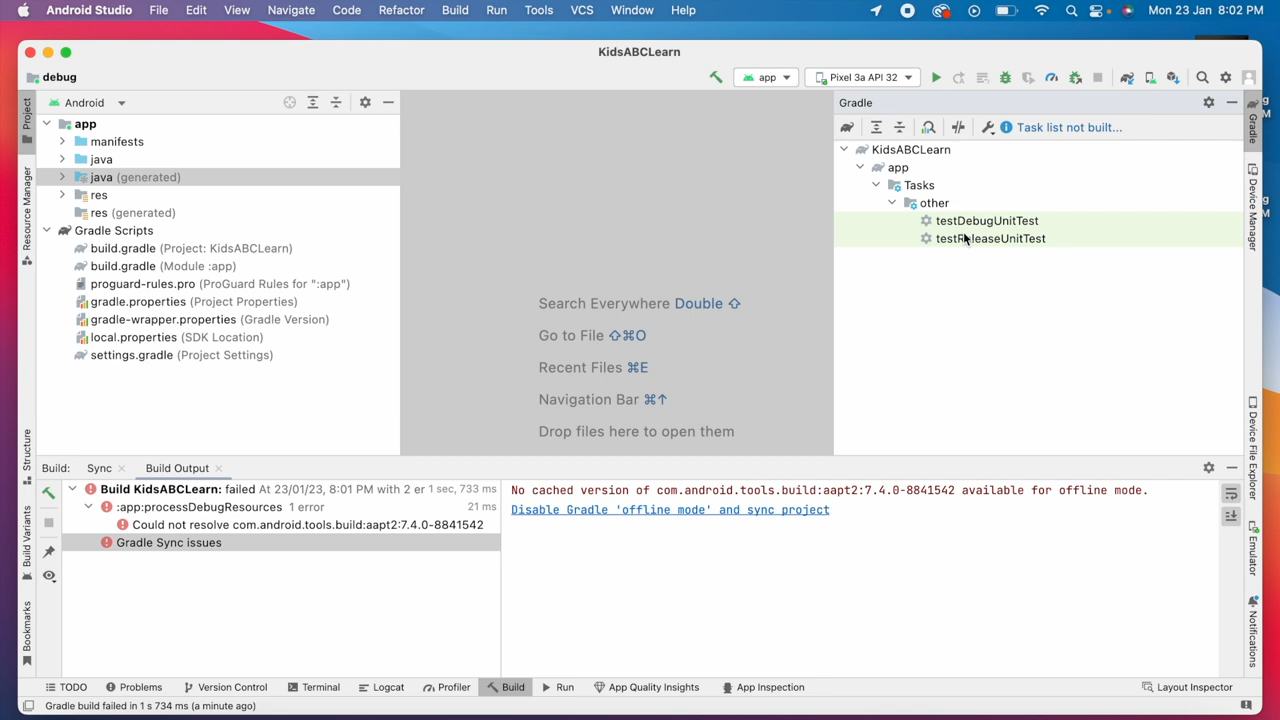 Android Studio File Edit View Navigate Code Refactor Build Run Tools VCS Window Help Mon 23 Jan 8:02 PM
KidsABCLearn
debug
app Pixel 3a API 32
Project
Resource Manager
Structure
Build Variants
Bookmarks
Android
app
manifests
java
java (generated)
res
res (generated)
Gradle Scripts
build.gradle (Project: KidsABCLearn)
build.gradle (Module :app)
proguard-rules.pro (ProGuard Rules for ":app")
gradle.properties (Project Properties)
gradle-wrapper.properties (Gradle Version)
local.properties (SDK Location)
settings.gradle (Project Settings)
Search Everywhere Double ⇧
Go to File ⇧⌘O
Recent Files ⌘E
Navigation Bar ⌘↑
Drop files here to open them
Gradle
Task list not built...
KidsABCLearn
app
Tasks
other
testDebugUnitTest
testReleaseUnitTest
Gradle
Device Manager
Device File Explorer
Emulator
Notifications
Build: Sync Build Output
Build KidsABCLearn: failed At 23/01/23, 8:01 PM with 2 er 1 sec, 733 ms
:app:processDebugResources 1 error 21 ms
Could not resolve com.android.tools.build:aapt2:7.4.0-8841542
Gradle Sync issues
No cached version of com.android.tools.build:aapt2:7.4.0-8841542 available for offline mode.
Disable Gradle 'offline mode' and sync project
TODO Problems Version Control Terminal Logcat Profiler Build Run App Quality Insights App Inspection Layout Inspector
Gradle build failed in 1 s 734 ms (a minute ago)